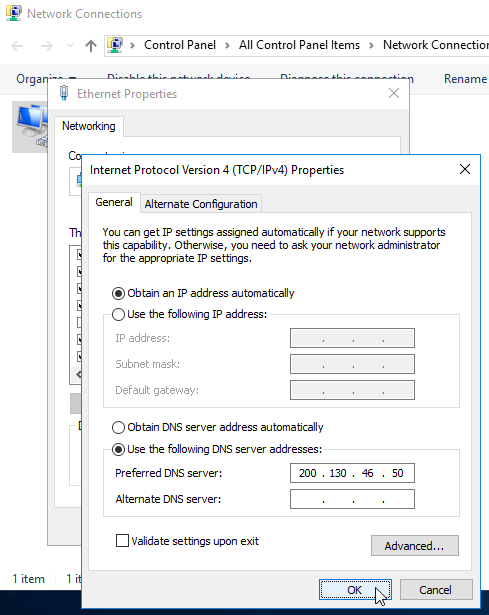 Network Connections
Control Panel > All Control Panel Items > Network Connection
Organize Disable this network device Diagnose this connection Rename
Ethernet Properties
Networking
Internet Protocol Version 4 (TCP/IPv4) Properties
General Alternate Configuration
You can get IP settings assigned automatically if your network supports
this capability. Otherwise, you need to ask your network administrator
for the appropriate IP settings.
Obtain an IP address automatically
Use the following IP address:
IP address: . . .
Subnet mask: . . .
Default gateway: . . .
Obtain DNS server address automatically
Use the following DNS server addresses:
Preferred DNS server: 200 . 130 . 46 . 50
Alternate DNS server: . . .
Validate settings upon exit
Advanced...
1 item
OK Cancel